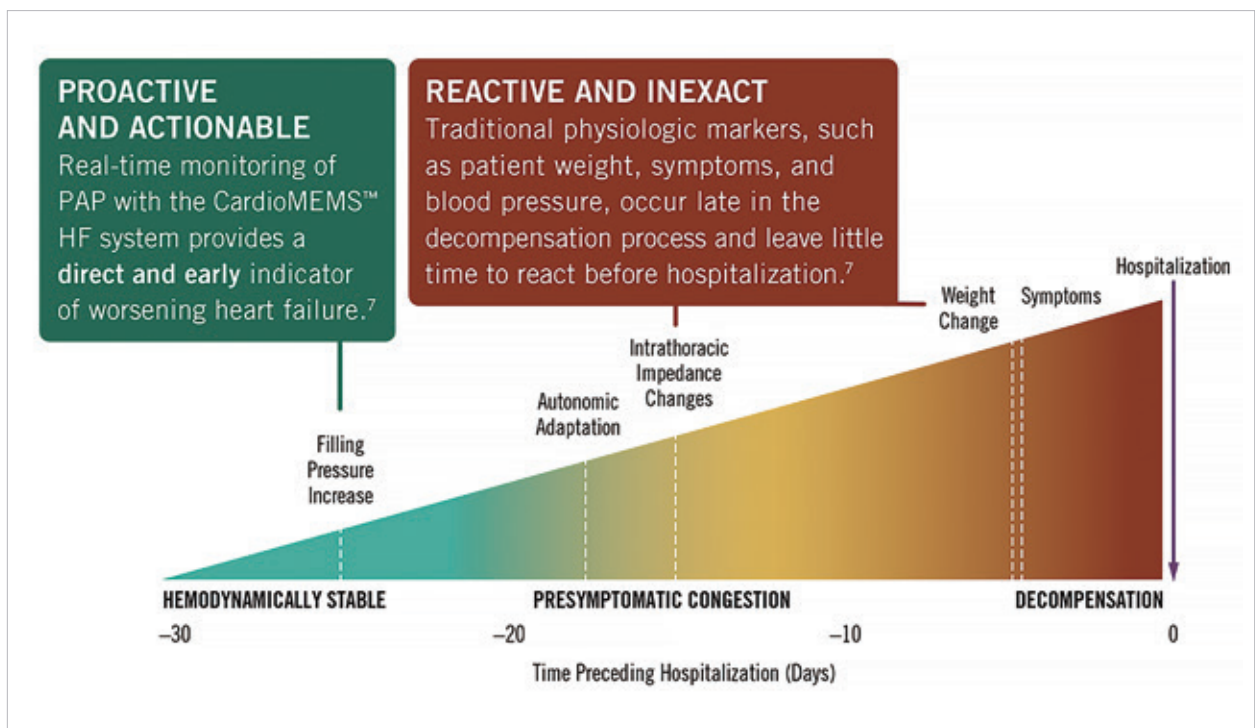 PROACTIVE
AND ACTIONABLE
Real-time monitoring of
PAP with the CardioMEMS™
HF system provides a
direct and early indicator
of worsening heart failure.⁷
REACTIVE AND INEXACT
Traditional physiologic markers, such
as patient weight, symptoms, and
blood pressure, occur late in the
decompensation process and leave little
time to react before hospitalization.⁷
Filling
Pressure
Increase
Autonomic
Adaptation
Intrathoracic
Impedance
Changes
Weight
Change
Symptoms
Hospitalization
HEMODYNAMICALLY STABLE
PRESYMPTOMATIC CONGESTION
DECOMPENSATION
–30
–20
–10
0
Time Preceding Hospitalization (Days)